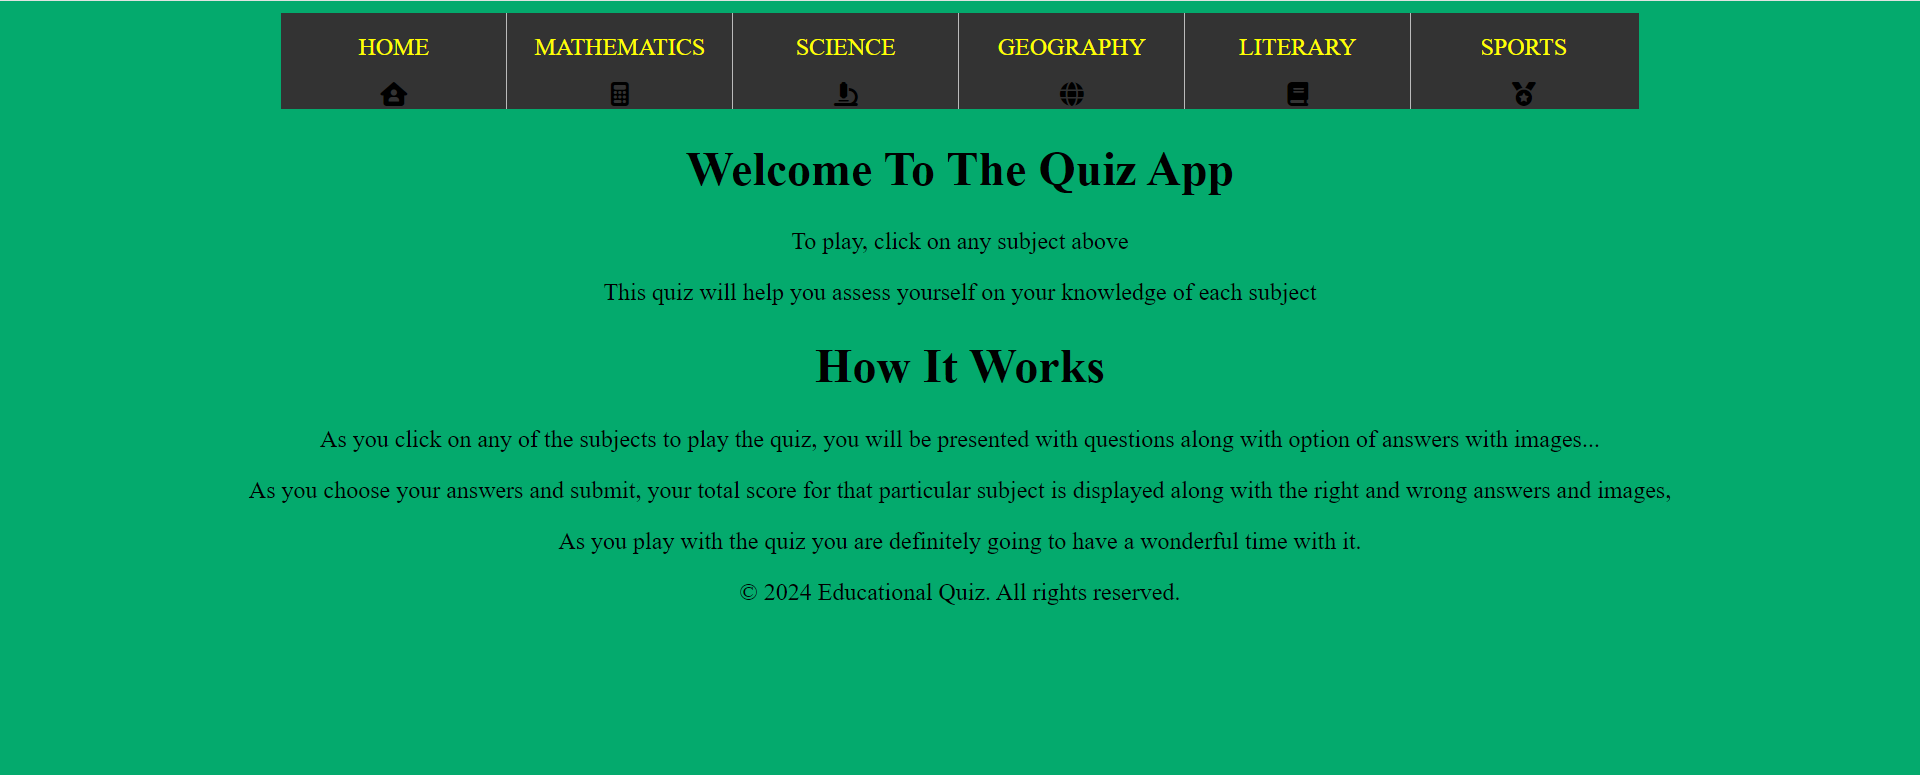 HOME MATHEMATICS SCIENCE GEOGRAPHY LITERARY SPORTS
Welcome To The Quiz App
To play, click on any subject above
This quiz will help you assess yourself on your knowledge of each subject
How It Works
As you click on any of the subjects to play the quiz, you will be presented with questions along with option of answers with images...
As you choose your answers and submit, your total score for that particular subject is displayed along with the right and wrong answers and images,
As you play with the quiz you are definitely going to have a wonderful time with it.
© 2024 Educational Quiz. All rights reserved.